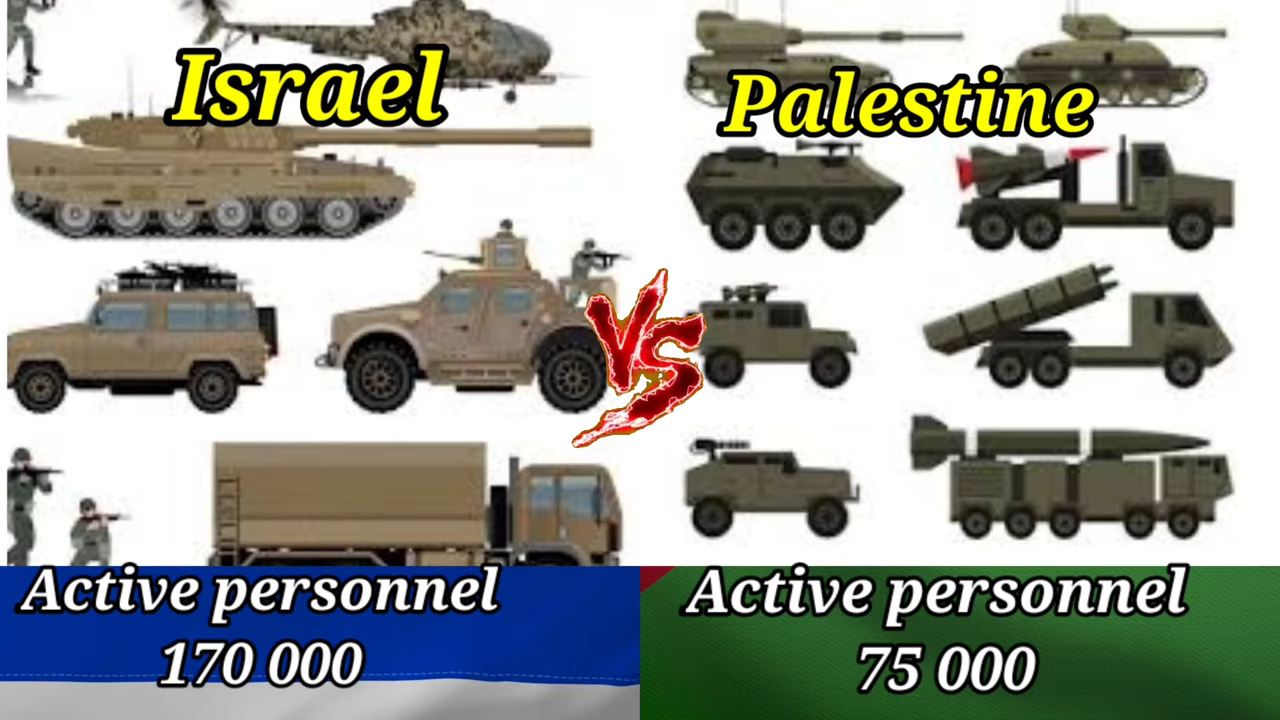 Israel
Palestine
VS
Active personnel
170 000
Active personnel
75 000